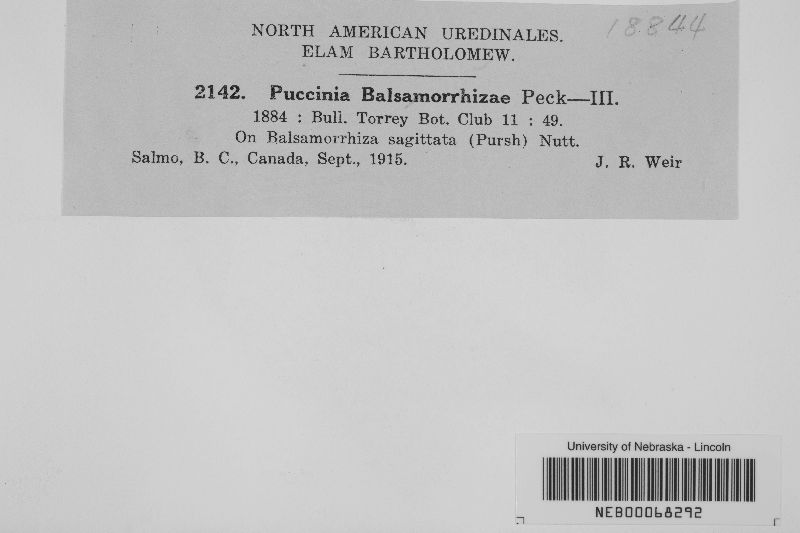 18844
NORTH AMERICAN UREDINALES.
ELAM BARTHOLOMEW.
2142. Puccinia Balsamorrhizae Peck—III.
1884 : Bull. Torrey Bot. Club 11 : 49.
On Balsamorrhiza sagittata (Pursh) Nutt.
Salmo, B. C., Canada, Sept., 1915. J. R. Weir
University of Nebraska - Lincoln
NEB00068292